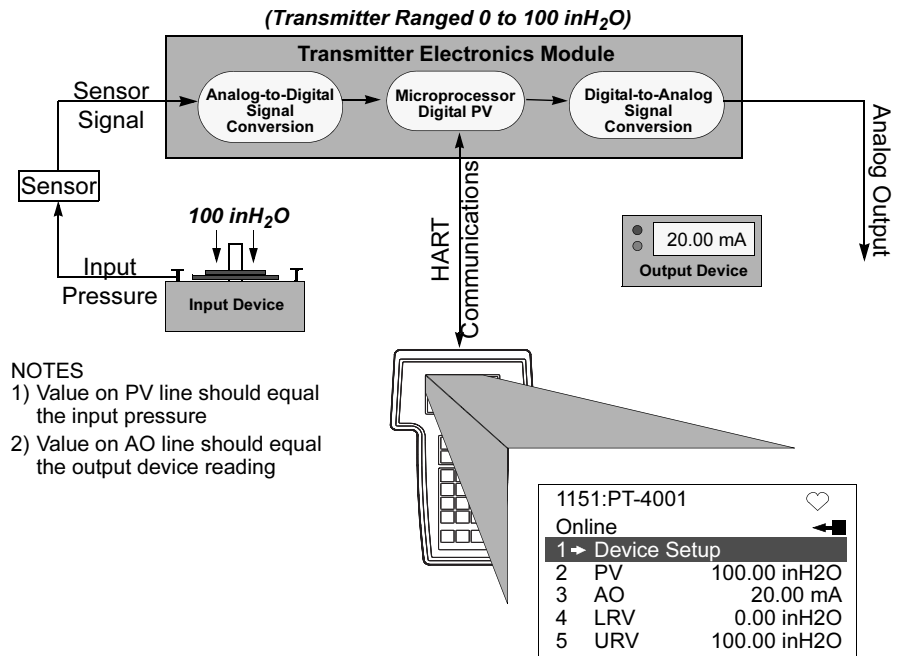 (Transmitter Ranged 0 to 100 inH₂O)
Transmitter Electronics Module
Sensor
Signal
Analog-to-Digital
Signal
Conversion
Microprocessor
Digital PV
Digital-to-Analog
Signal
Conversion
Analog Output
Sensor
100 inH₂O
Input
Pressure
Input Device
HART
Communications
20.00 mA
Output Device
NOTES
1) Value on PV line should equal
the input pressure
2) Value on AO line should equal
the output device reading
1151:PT-4001
Online
1 Device Setup
2 PV 100.00 inH2O
3 AO 20.00 mA
4 LRV 0.00 inH2O
5 URV 100.00 inH2O